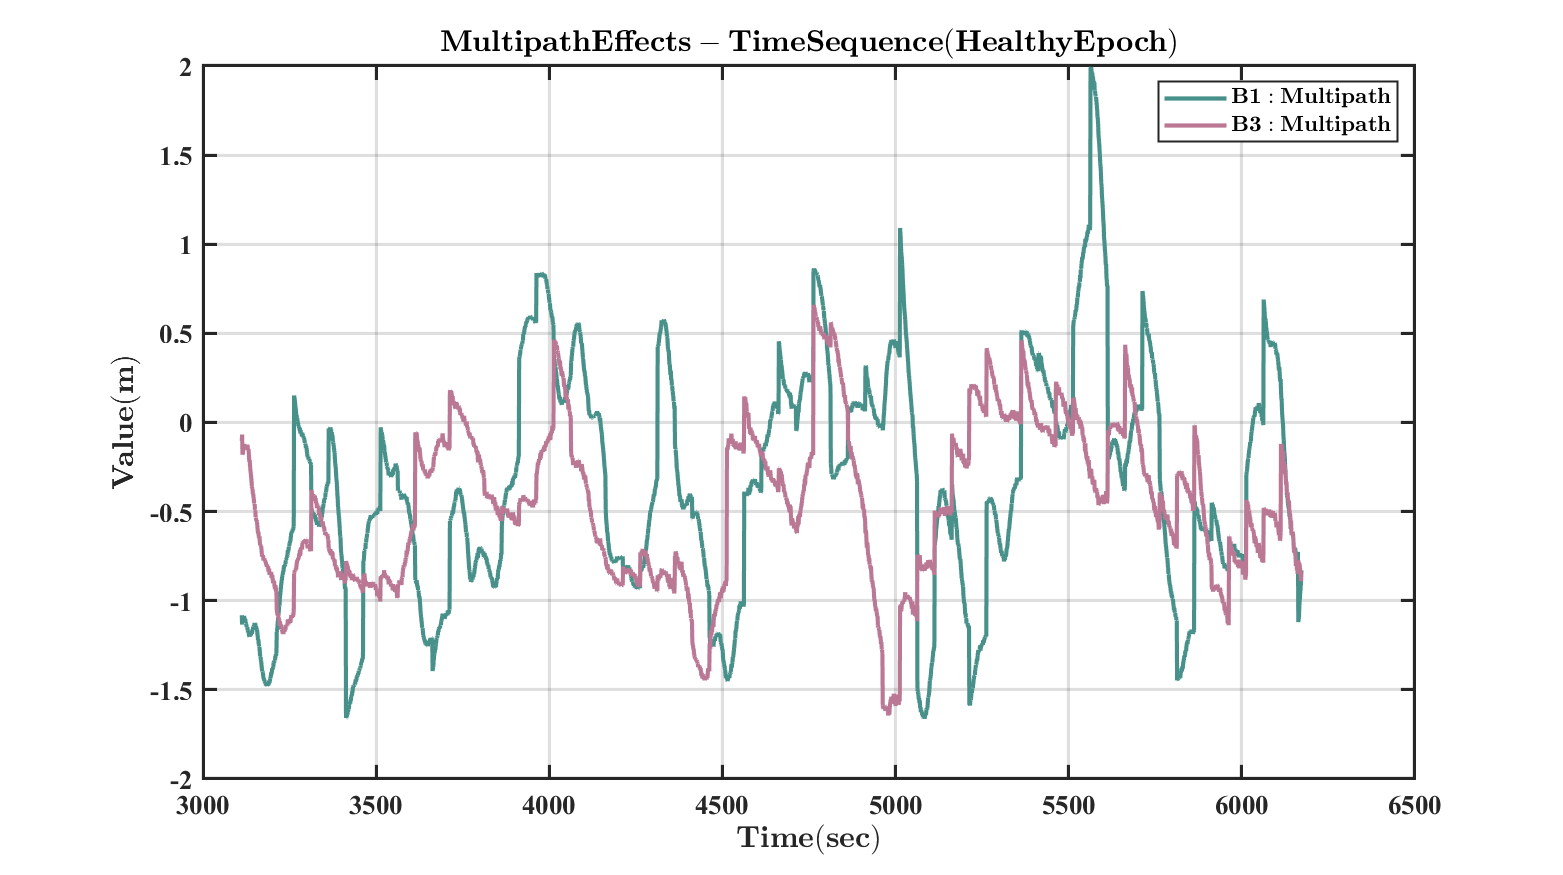 MultipathEffects – TimeSequence(HealthyEpoch)
B1 : Multipath
B3 : Multipath
Value(m)
2
1.5
1
0.5
0
-0.5
-1
-1.5
-2
3000 3500 4000 4500 5000 5500 6000 6500
Time(sec)